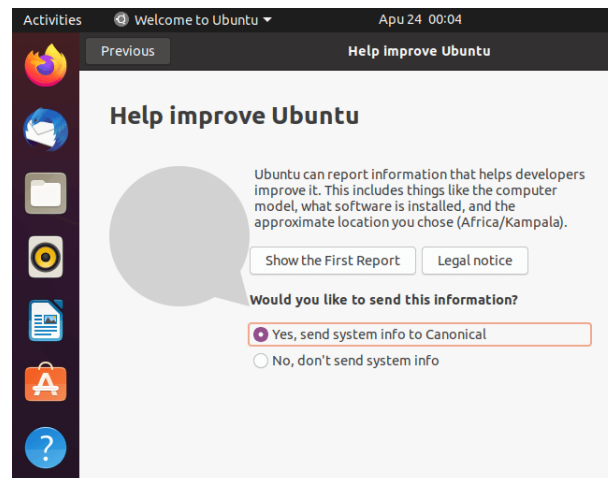 Activities Welcome to Ubuntu Apu 24 00:04
Previous Help improve Ubuntu
Help improve Ubuntu
Ubuntu can report information that helps developers
improve it. This includes things like the computer
model, what software is installed, and the
approximate location you chose (Africa/Kampala).
Show the First Report Legal notice
Would you like to send this information?
Yes, send system info to Canonical
No, don't send system info